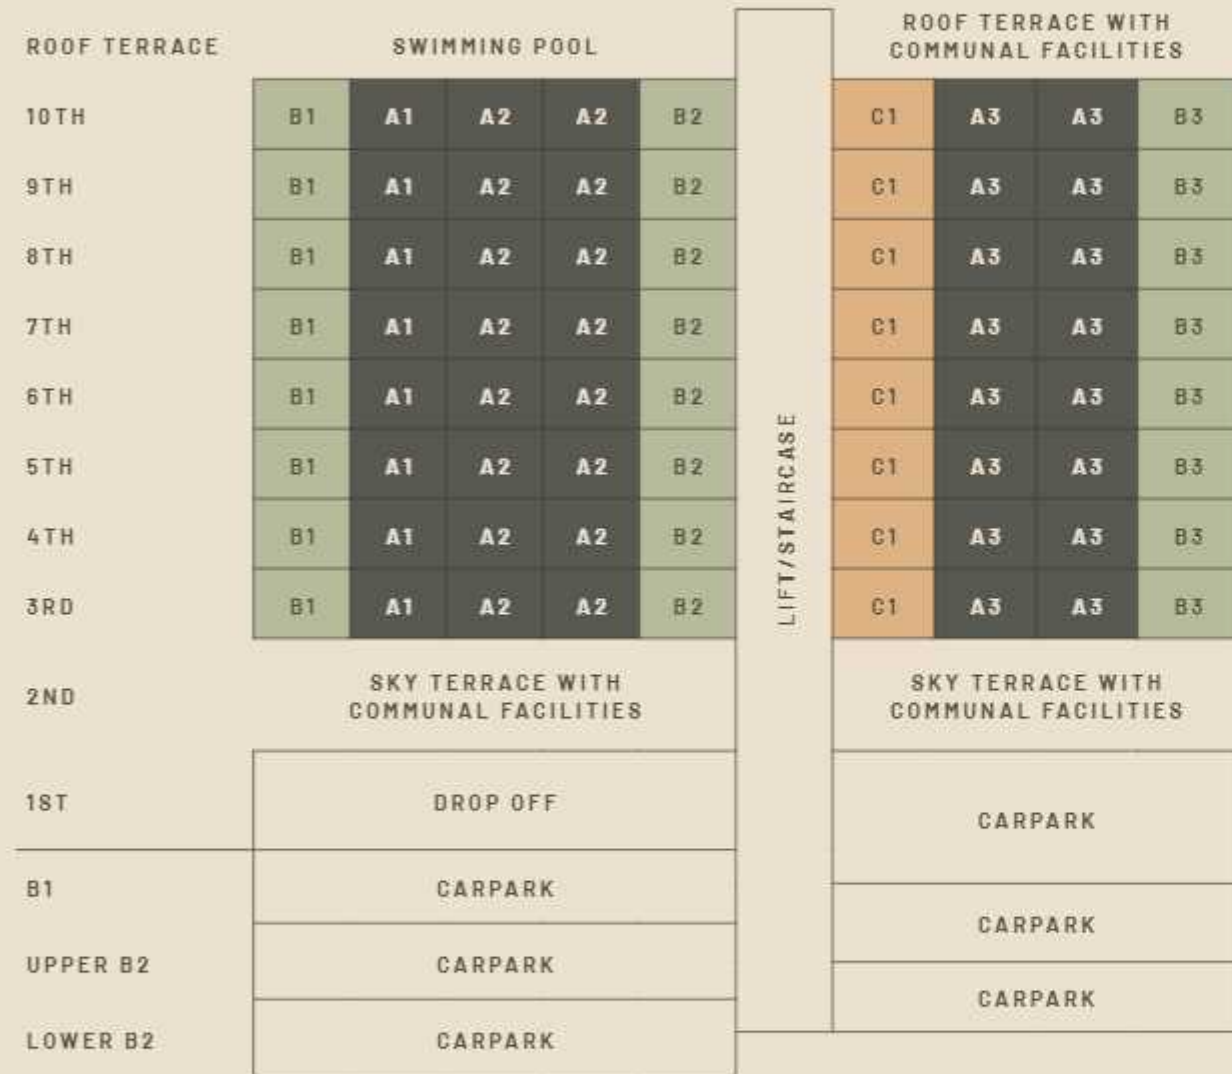 ROOF TERRACE SWIMMING POOL ROOF TERRACE WITH
COMMUNAL FACILITIES
10TH B1 A1 A2 A2 B2 C1 A3 A3 B3
9TH B1 A1 A2 A2 B2 C1 A3 A3 B3
8TH B1 A1 A2 A2 B2 C1 A3 A3 B3
7TH B1 A1 A2 A2 B2 C1 A3 A3 B3
6TH B1 A1 A2 A2 B2 C1 A3 A3 B3
5TH B1 A1 A2 A2 B2 C1 A3 A3 B3
4TH B1 A1 A2 A2 B2 C1 A3 A3 B3
3RD B1 A1 A2 A2 B2 C1 A3 A3 B3
LIFT/STAIRCASE
2ND
SKY TERRACE WITH
COMMUNAL FACILITIES
SKY TERRACE WITH
COMMUNAL FACILITIES
1ST DROP OFF CARPARK
B1 CARPARK CARPARK
UPPER B2 CARPARK CARPARK
LOWER B2 CARPARK